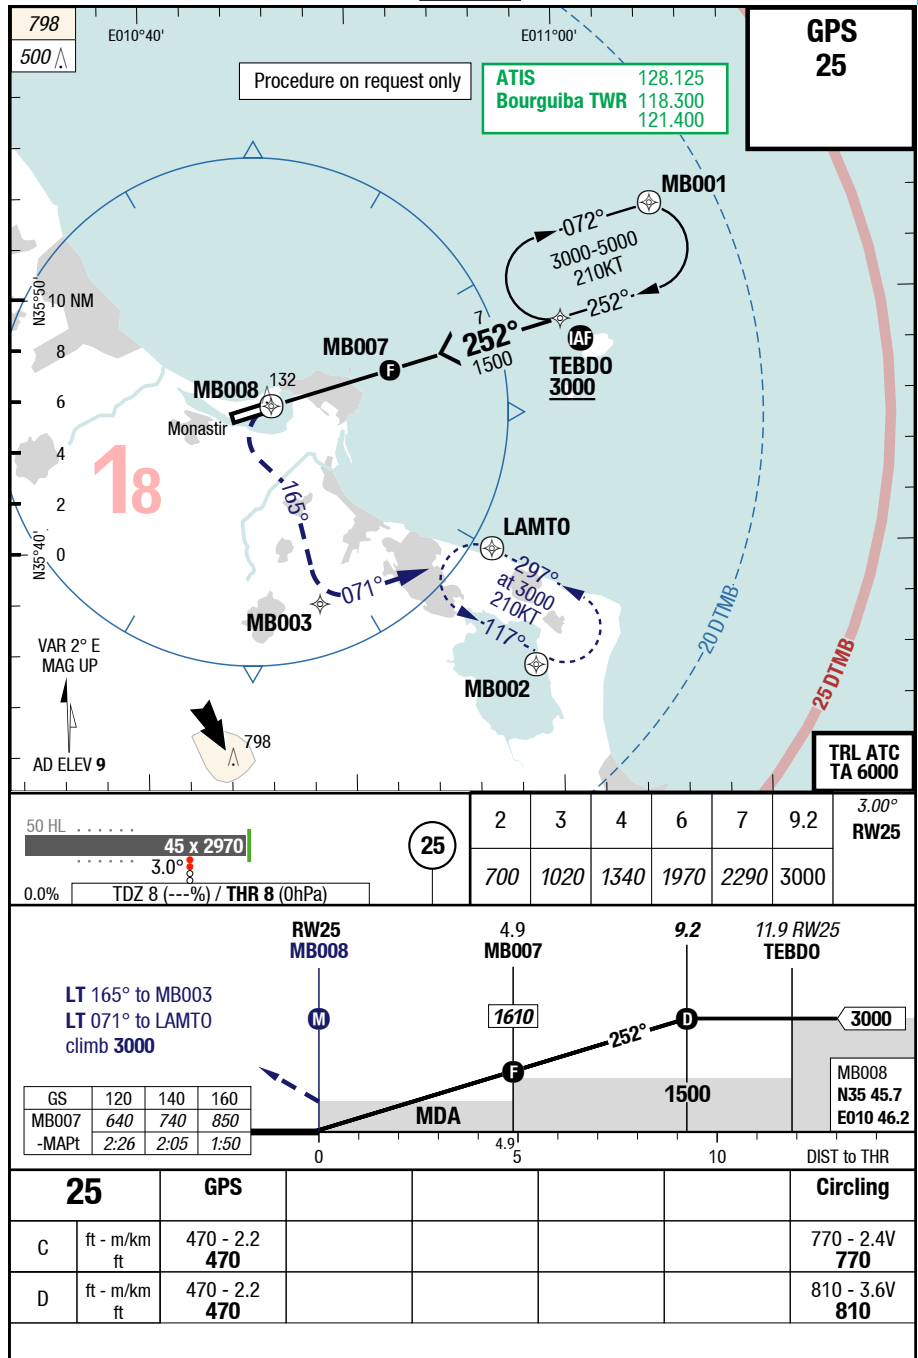 798
500
E010°40'
E011°00'
GPS
25
Procedure on request only
ATIS 128.125
Bourguiba TWR 118.300
121.400
MB001
072°
3000-5000
210KT
252°
N35°50'
10 NM
7
252°
1500
IAF
TEBDO
3000
MB007
F
8
MB008
132
6
Monastir
4
18
2
165°
LAMTO
N35°40'
0
297°
at 3000
210KT
117°
071°
MB003
MB002
20 DTMB
25 DTMB
VAR 2° E
MAG UP
AD ELEV 9
798
TRL ATC
TA 6000
50 HL
45 x 2970
3.0°
0.0%
TDZ 8 (---%) / THR 8 (0hPa)
25
2 3 4 6 7 9.2 3.00°
RW25
700 1020 1340 1970 2290 3000
RW25 4.9 9.2 11.9 RW25
MB008 MB007 TEBDO
LT 165° to MB003
LT 071° to LAMTO
climb 3000
M
1610
D
3000
252°
F
1500
MDA
MB008
N35 45.7
E010 46.2
GS 120 140 160
MB007 640 740 850
-MAPt 2:26 2:05 1:50
4.9
0 5 10 DIST to THR
25 GPS Circling
C ft - m/km 470 - 2.2 770 - 2.4V
ft 470 770
D ft - m/km 470 - 2.2 810 - 3.6V
ft 470 810